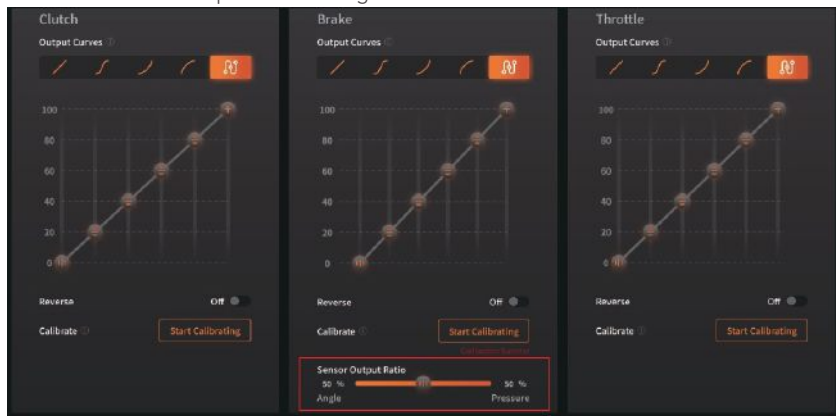 Clutch
Output Curves
100
80
60
40
20
0
Reverse Off
Calibrate Start Calibrating
Brake
Output Curves
100
80
60
40
20
0
Reverse Off
Calibrate Start Calibrating
Sensor Output Ratio
50 % 50 %
Angle Pressure
Throttle
Output Curves
100
80
60
40
20
0
Reverse Off
Calibrate Start Calibrating